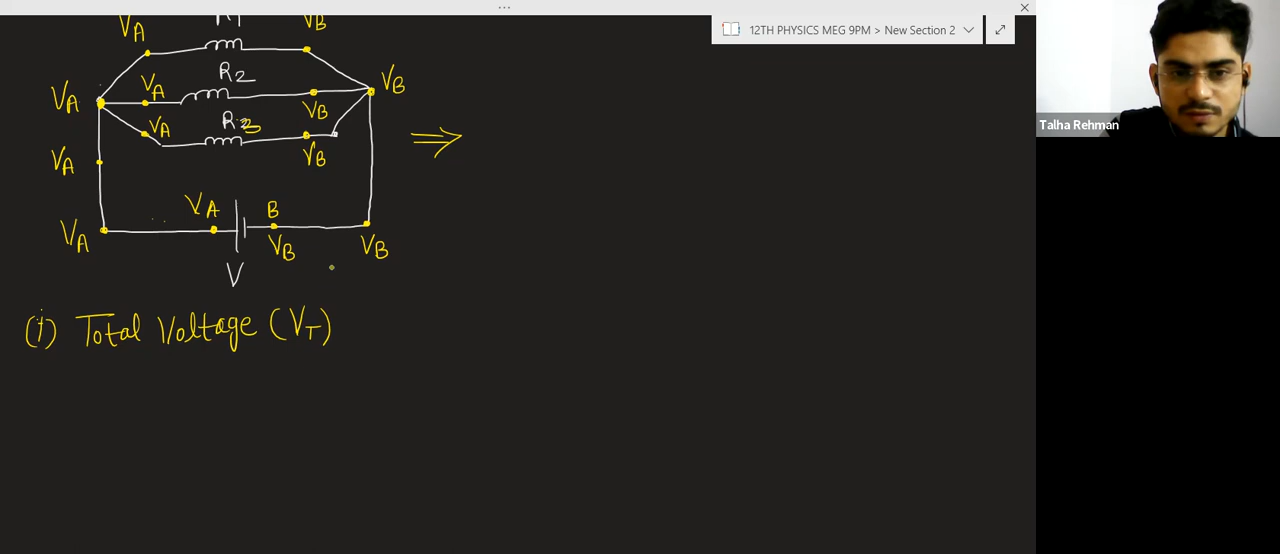 12TH PHYSICS MEG 9PM > New Section 2
Talha Rehman
R1
VA
VB
R2
VA
VA
VB
VB
R3
VA
VB
VA
VA
B
VA
VB
VB
V
⇒
(i) Total Voltage (VT)